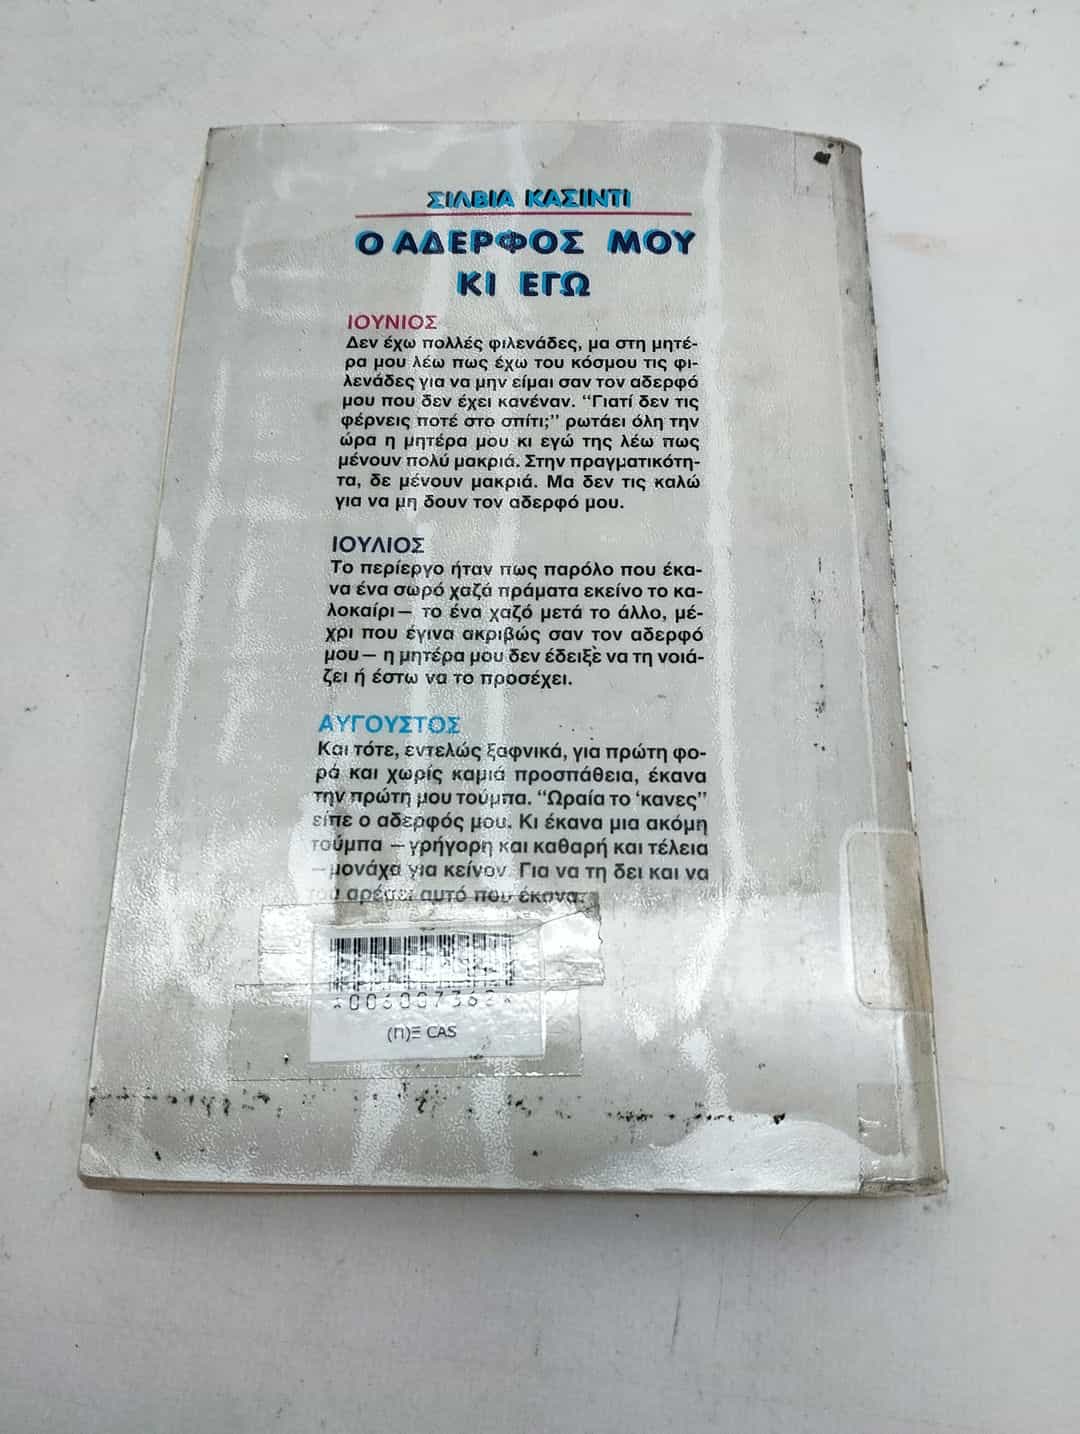 ΣΙΛΒΙΑ ΚΑΣΙΝΤΙ
Ο ΑΔΕΡΦΟΣ ΜΟΥ
ΚΙ ΕΓΩ
ΙΟΥΝΙΟΣ
Δεν έχω πολλές φιλενάδες, μα στη μητέ-
ρα μου λέω πως έχω του κόσμου τις φι-
λενάδες για να μην είμαι σαν τον αδερφό
μου που δεν έχει κανέναν. “Γιατί δεν τις
φέρνεις ποτέ στο σπίτι;” ρωτάει όλη την
ώρα η μητέρα μου κι εγώ της λέω πως
μένουν πολύ μακριά. Στην πραγματικότη-
τα, δε μένουν μακριά. Μα δεν τις καλώ
για να μη δουν τον αδερφό μου.
ΙΟΥΛΙΟΣ
Το περίεργο ήταν πως παρόλο που έκα-
να ένα σωρό χαζά πράματα εκείνο το κα-
λοκαίρι — το ένα χαζό μετά το άλλο, μέ-
χρι που έγινα ακριβώς σαν τον αδερφό
μου — η μητέρα μου δεν έδειξε να τη νοιά-
ζει ή έστω να το προσέχει.
ΑΥΓΟΥΣΤΟΣ
Και τότε, εντελώς ξαφνικά, για πρώτη φο-
ρά και χωρίς καμιά προσπάθεια, έκανα
την πρώτη μου τούμπα. “Ωραία το ‘κανες”
είπε ο αδερφός μου. Κι έκανα μια ακόμη
τούμπα — γρήγορη και καθαρή και τέλεια
— μονάχα για κείνον. Για να τη δει και να
του αρέσει αυτό που έκανα.
(Π)Ξ CAS